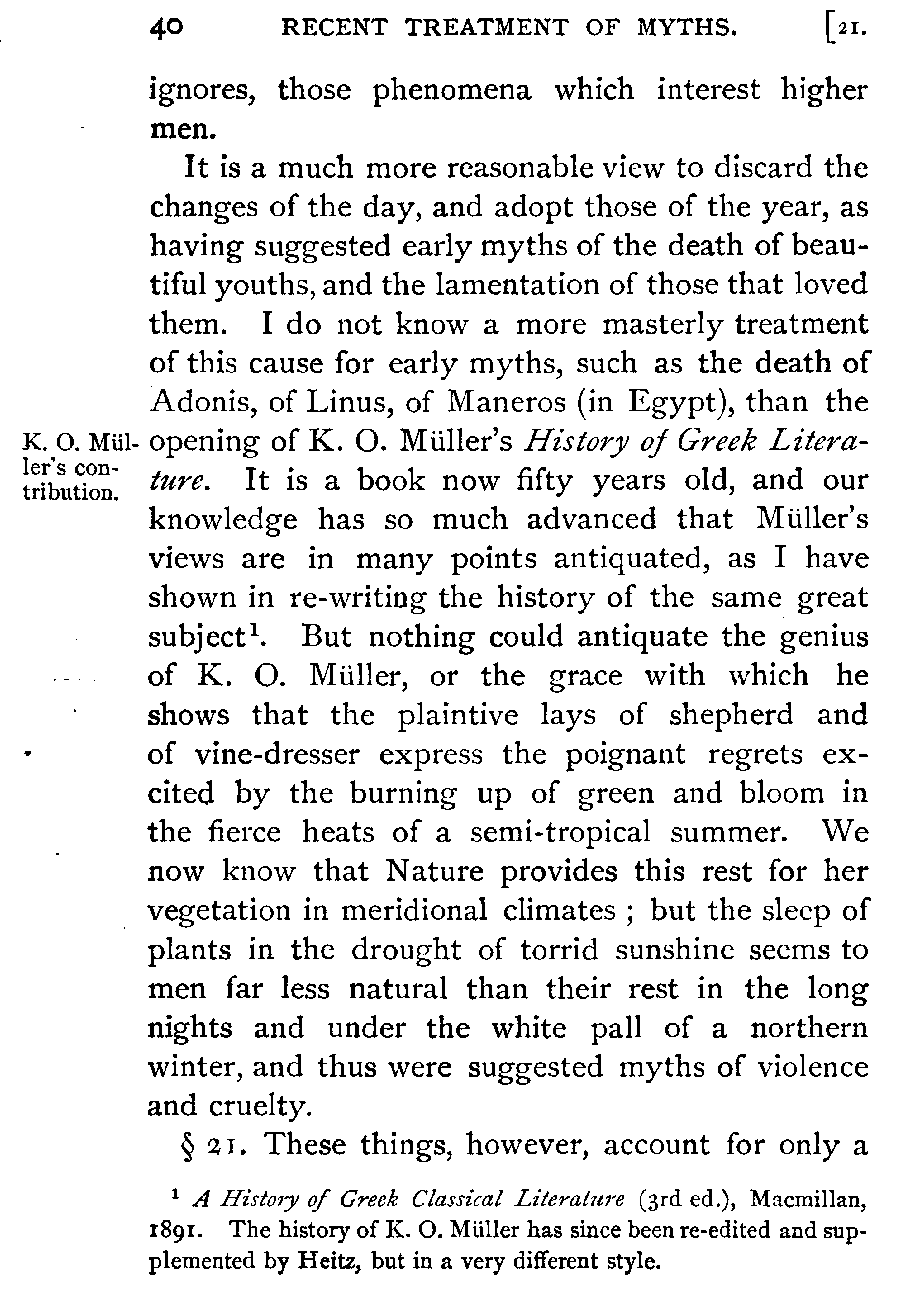 40 RECENT TREATMENT OF MYTHS. [21.
ignores, those phenomena which interest higher
men.
It is a much more reasonable view to discard the
changes of the day, and adopt those of the year, as
having suggested early myths of the death of beau-
tiful youths, and the lamentation of those that loved
them. I do not know a more masterly treatment
of this cause for early myths, such as the death of
Adonis, of Linus, of Maneros (in Egypt), than the
K. O. Mül-
ler's con-
tribution.
opening of K. O. Müller's History of Greek Litera-
ture. It is a book now fifty years old, and our
knowledge has so much advanced that Müller's
views are in many points antiquated, as I have
shown in re-writing the history of the same great
subject¹. But nothing could antiquate the genius
of K. O. Müller, or the grace with which he
shows that the plaintive lays of shepherd and
of vine-dresser express the poignant regrets ex-
cited by the burning up of green and bloom in
the fierce heats of a semi-tropical summer. We
now know that Nature provides this rest for her
vegetation in meridional climates ; but the sleep of
plants in the drought of torrid sunshine seems to
men far less natural than their rest in the long
nights and under the white pall of a northern
winter, and thus were suggested myths of violence
and cruelty.
§ 21. These things, however, account for only a
¹ A History of Greek Classical Literature (3rd ed.), Macmillan,
1891. The history of K. O. Müller has since been re-edited and sup-
plemented by Heitz, but in a very different style.